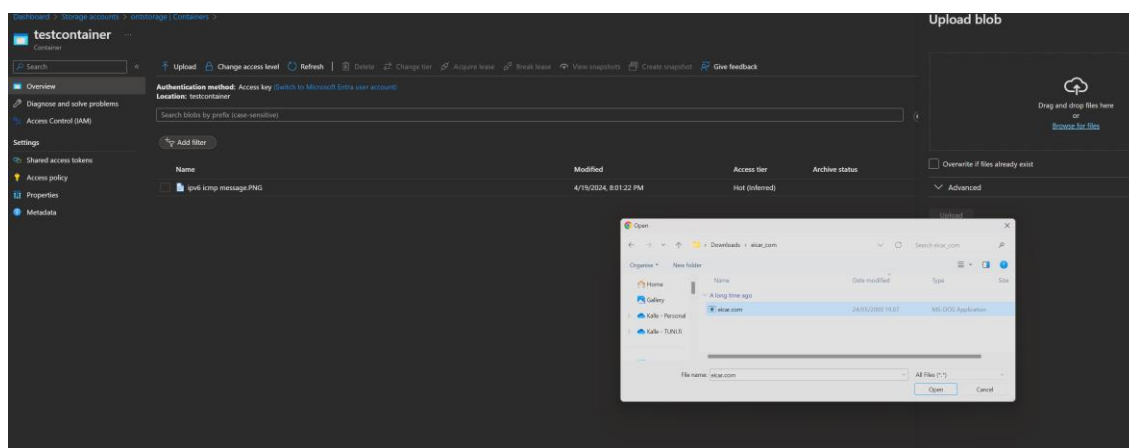 Dashboard > Storage accounts > ontstorage | Containers >
testcontainer ...
Container
Search
Overview
Diagnose and solve problems
Access Control (IAM)
Settings
Shared access tokens
Access policy
Properties
Metadata
Upload
Change access level
Refresh
Delete
Change tier
Acquire lease
Break lease
View snapshots
Create snapshot
Give feedback
Authentication method: Access key (Switch to Microsoft Entra user account)
Location: testcontainer
Search blobs by prefix (case-sensitive)
Add filter
Name Modified Access tier Archive status
ipv6 icmp message.PNG 4/19/2024, 8:01:22 PM Hot (Inferred)
Upload blob
Drag and drop files here
or
Browse for files
Overwrite if files already exist
Advanced
Upload
Open
Downloads > eicar_com
Search eicar_com
Organise New folder
Home
Gallery
Kalle - Personal
Kalle - TUNI.fi
Name Date modified Type Size
A long time ago
eicar.com 24/05/2000 19.07 MS-DOS Application
File name: eicar.com All Files (*.*)
Open Cancel